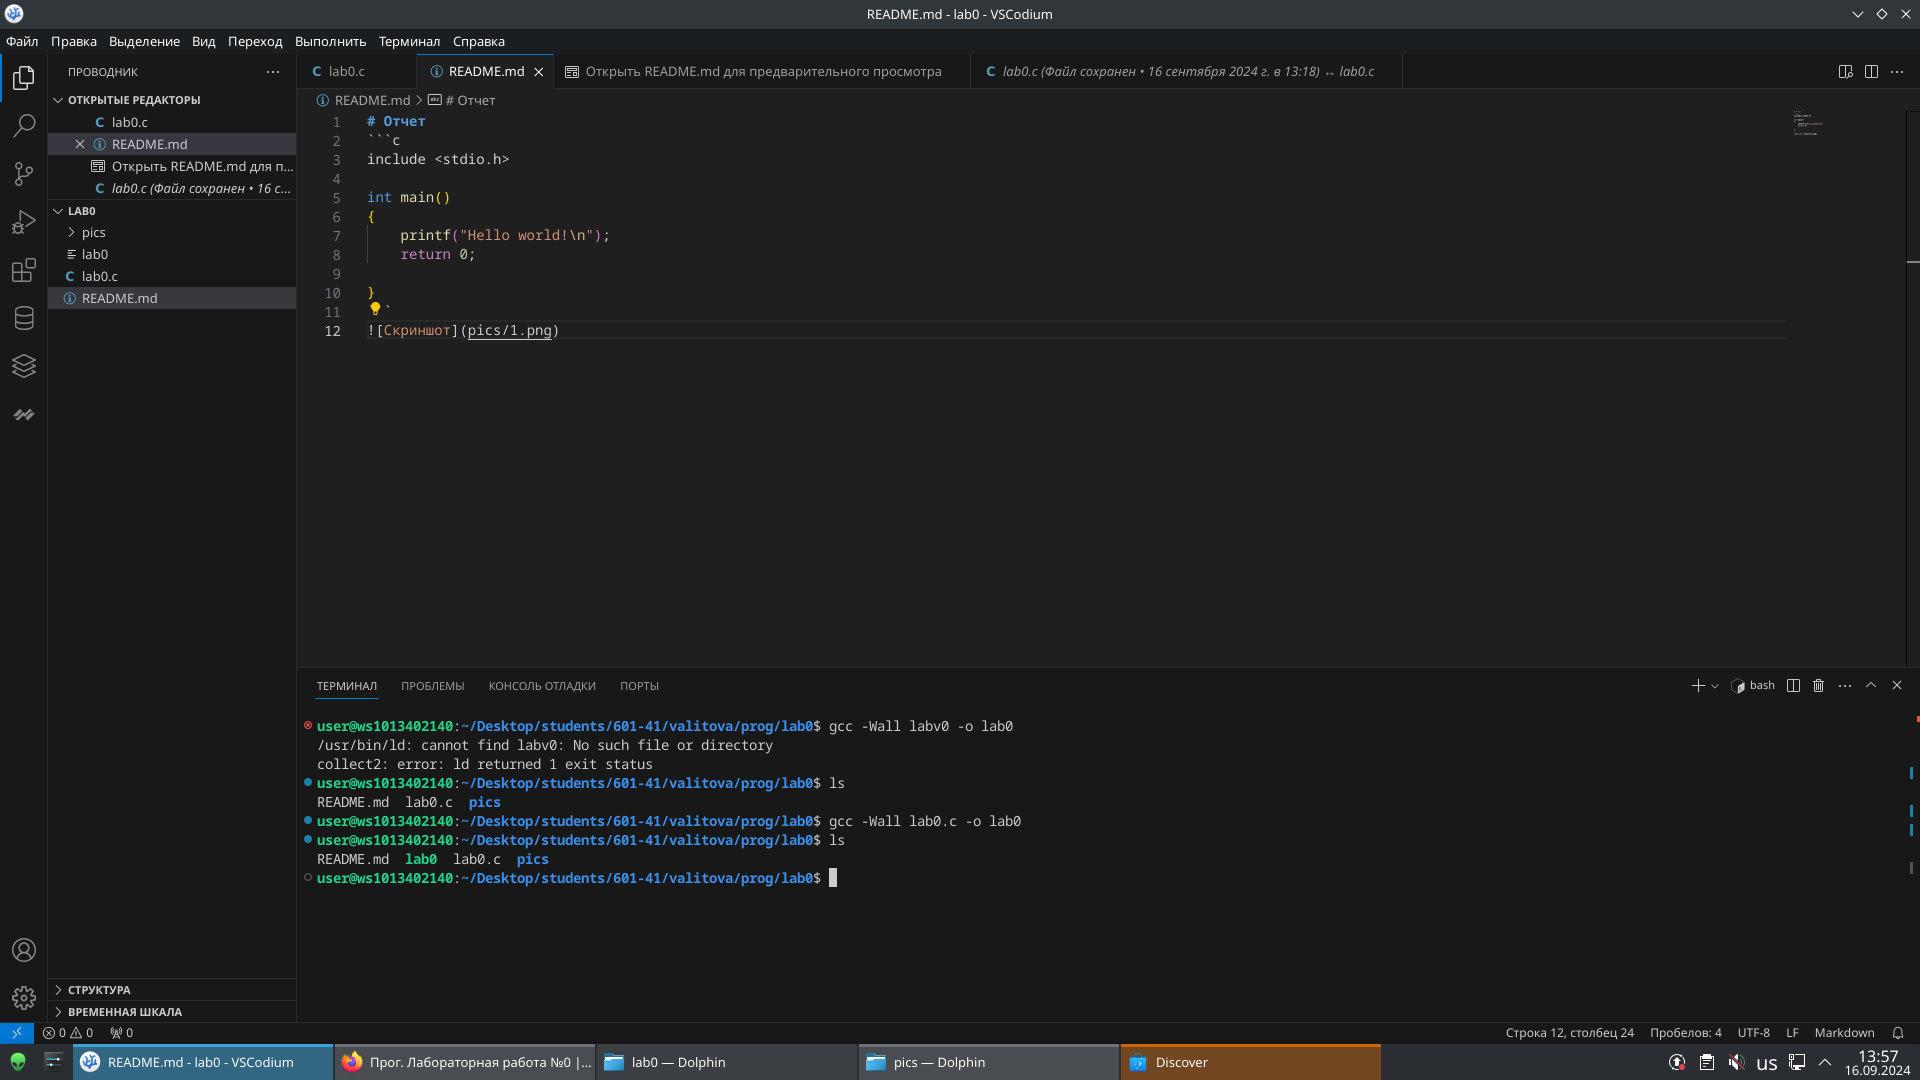 README.md - lab0 - VSCodium
Файл Правка Выделение Вид Переход Выполнить Терминал Справка
ПРОВОДНИК
ОТКРЫТЫЕ РЕДАКТОРЫ
lab0.c
README.md
Открыть README.md для п...
lab0.c (Файл сохранен • 16 с...
LAB0
pics
lab0
lab0.c
README.md
СТРУКТУРА
ВРЕМЕННАЯ ШКАЛА
lab0.c README.md Открыть README.md для предварительного просмотра lab0.c (Файл сохранен • 16 сентября 2024 г. в 13:18) ↔ lab0.c
README.md > # Отчет
1 # Отчет
2 ```c
3 include <stdio.h>
4
5 int main()
6 {
7 printf("Hello world!\n");
8 return 0;
9
10 }
11 `
12 ![Скриншот](pics/1.png)
ТЕРМИНАЛ ПРОБЛЕМЫ КОНСОЛЬ ОТЛАДКИ ПОРТЫ
bash
user@ws1013402140:~/Desktop/students/601-41/valitova/prog/lab0$ gcc -Wall labv0 -o lab0
/usr/bin/ld: cannot find labv0: No such file or directory
collect2: error: ld returned 1 exit status
user@ws1013402140:~/Desktop/students/601-41/valitova/prog/lab0$ ls
README.md lab0.c pics
user@ws1013402140:~/Desktop/students/601-41/valitova/prog/lab0$ gcc -Wall lab0.c -o lab0
user@ws1013402140:~/Desktop/students/601-41/valitova/prog/lab0$ ls
README.md lab0 lab0.c pics
user@ws1013402140:~/Desktop/students/601-41/valitova/prog/lab0$
0 0 0
Строка 12, столбец 24 Пробелов: 4 UTF-8 LF Markdown
README.md - lab0 - VSCodium
Прог. Лабораторная работа №0 |...
lab0 — Dolphin
pics — Dolphin
Discover
us
13:57
16.09.2024